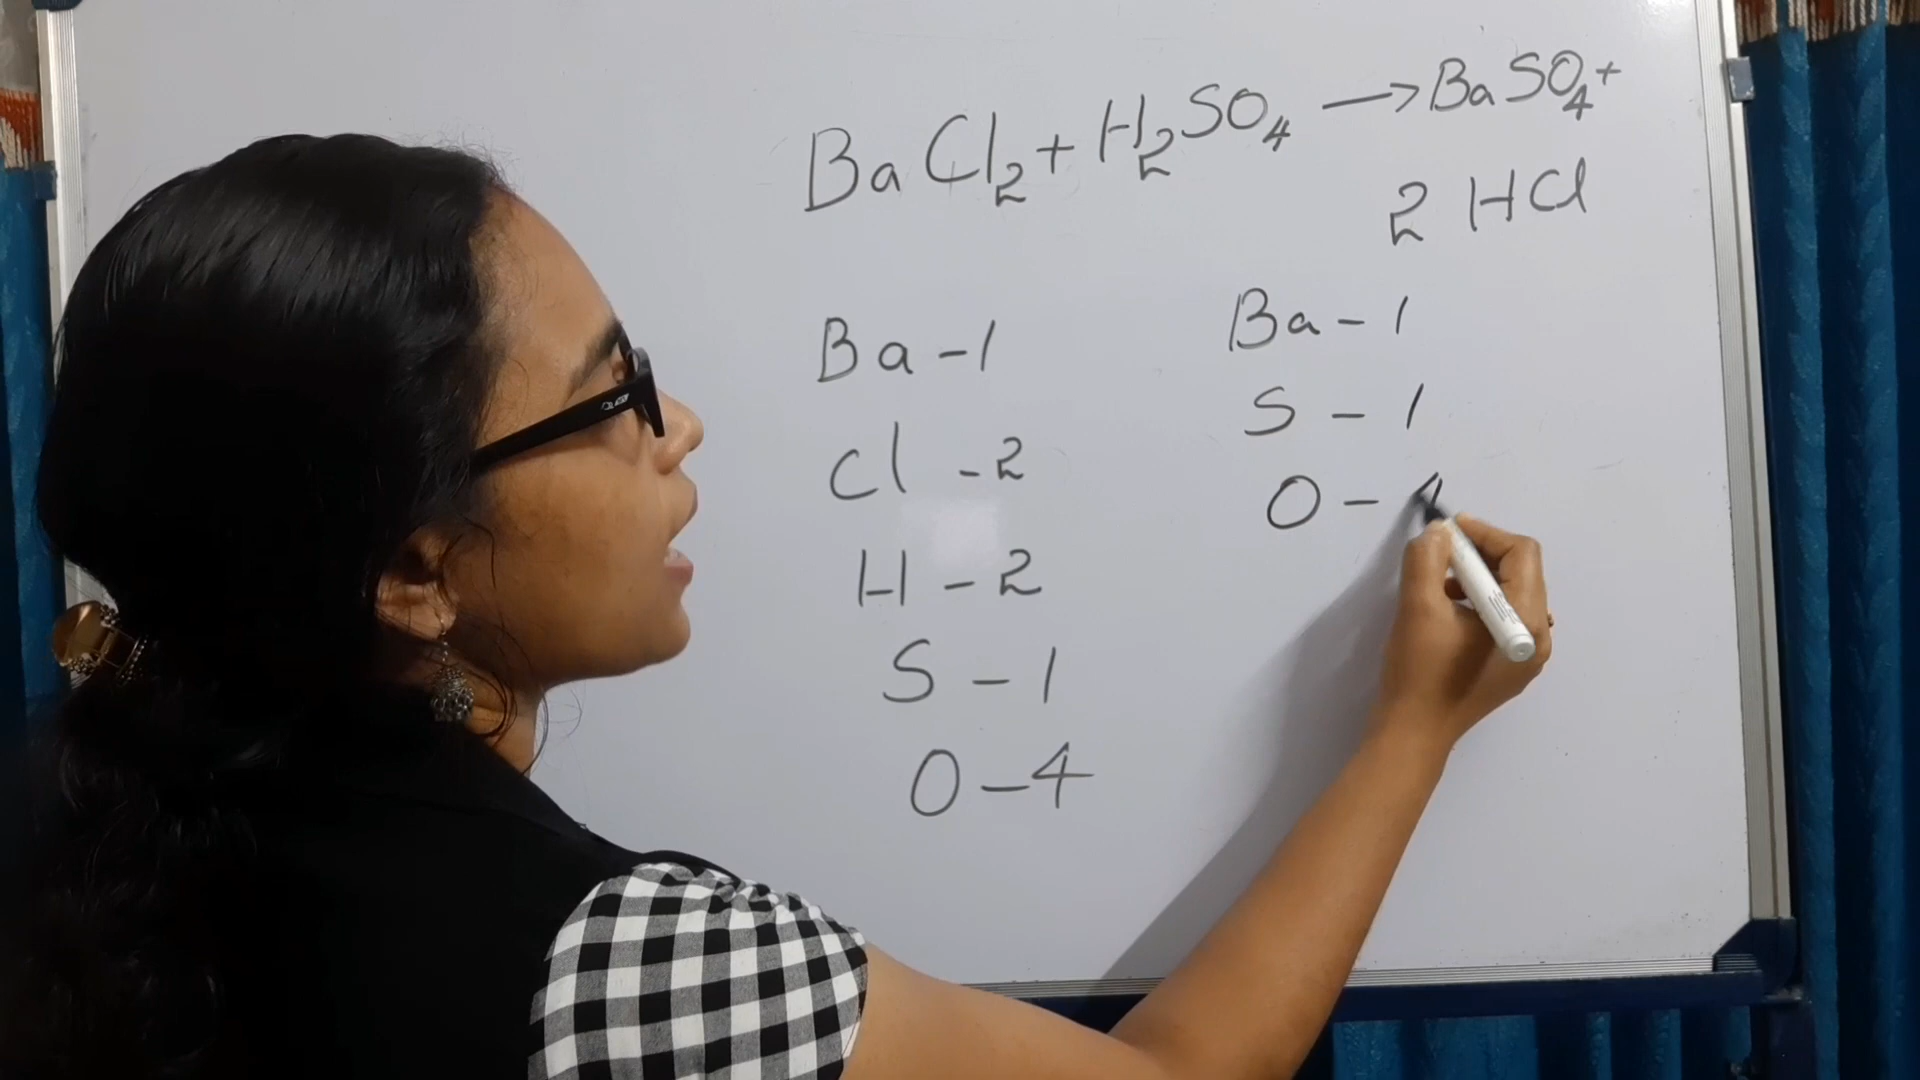 BaCl₂ + H₂SO₄ → BaSO₄ +
2 HCl
Ba - 1
Cl - 2
H - 2
S - 1
O - 4
Ba - 1
S - 1
O - 4